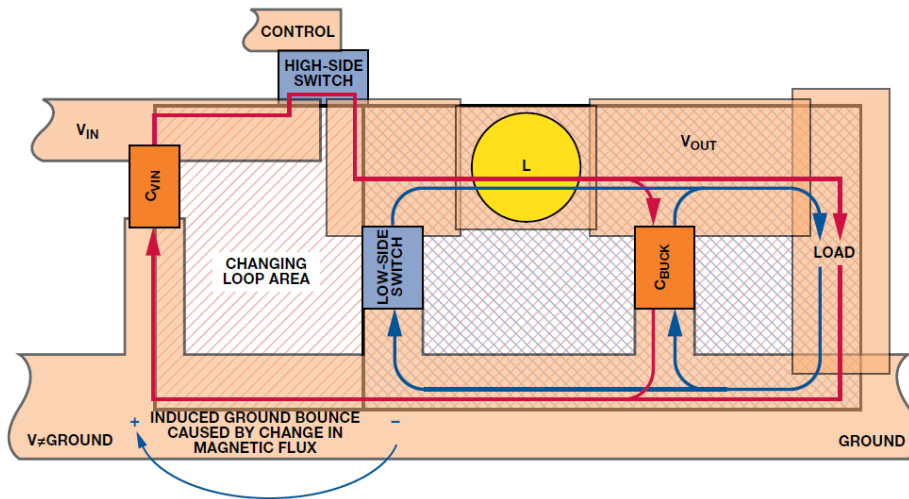 CONTROL
HIGH-SIDE
SWITCH
VIN
CVIN
L
VOUT
CHANGING
LOOP AREA
LOW-SIDE
SWITCH
CBUCK
LOAD
+
INDUCED GROUND BOUNCE
CAUSED BY CHANGE IN
MAGNETIC FLUX
–
V≠GROUND
GROUND